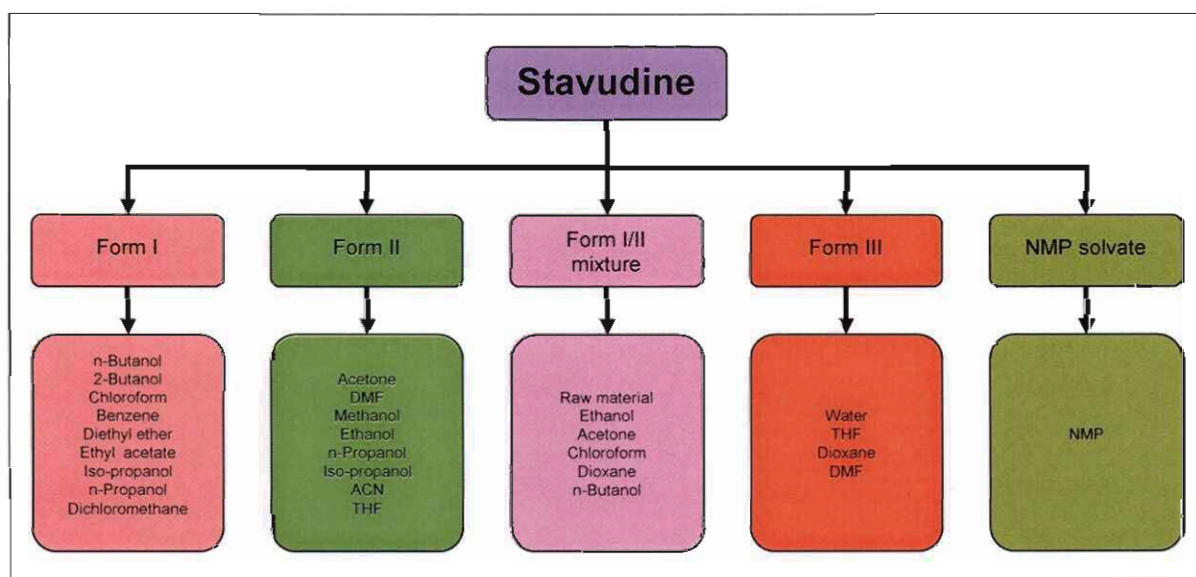 Stavudine
Form I
Form II
Form I/II
mixture
Form III
NMP solvate
n-Butanol
2-Butanol
Chloroform
Benzene
Diethyl ether
Ethyl acetate
Iso-propanol
n-Propanol
Dichloromethane
Acetone
DMF
Methanol
Ethanol
n-Propanol
Iso-propanol
ACN
THF
Raw material
Ethanol
Acetone
Chloroform
Dioxane
n-Butanol
Water
THF
Dioxane
DMF
NMP